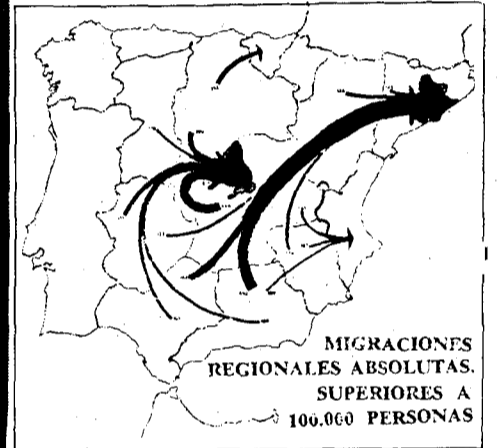 MIGRACIONES
REGIONALES ABSOLUTAS.
SUPERIORES A
100.000 PERSONAS